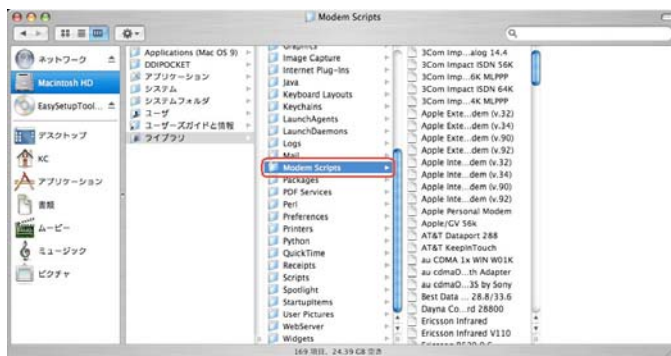 Modem Scripts
ネットワーク
Macintosh HD
EasySetupTool...
デスクトップ
KC
アプリケーション
書類
ムービー
ミュージック
ピクチャ
Applications (Mac OS 9)
DDIPOCKET
アプリケーション
システム
システムフォルダ
ユーザ
ユーザーズガイドと情報
ライブラリ
Graphics
Image Capture
Internet Plug-Ins
Java
Keyboard Layouts
Keychains
LaunchAgents
LaunchDaemons
Logs
Mail
Modem Scripts
Packages
PDF Services
Perl
Preferences
Printers
Python
QuickTime
Receipts
Scripts
Spotlight
StartupItems
User Pictures
WebServer
Widgets
3Com Imp...alog 14.4
3Com Impact ISDN 56K
3Com Imp...6K MLPPP
3Com Impact ISDN 64K
3Com Imp...4K MLPPP
Apple Exte...dem (v.32)
Apple Exte...dem (v.34)
Apple Exte...dem (v.90)
Apple Exte...dem (v.92)
Apple Inte...dem (v.32)
Apple Inte...dem (v.34)
Apple Inte...dem (v.90)
Apple Inte...dem (v.92)
Apple Personal Modem
Apple/GV 56k
AT&T Dataport 288
AT&T KeepInTouch
au CDMA 1x WIN W01K
au cdmaO...th Adapter
au cdmaO...3S by Sony
Best Data ... 28.8/33.6
Dayna Co...rd 28800
Ericsson Infrared
Ericsson Infrared V110
169 項目、24.39 GB 空き